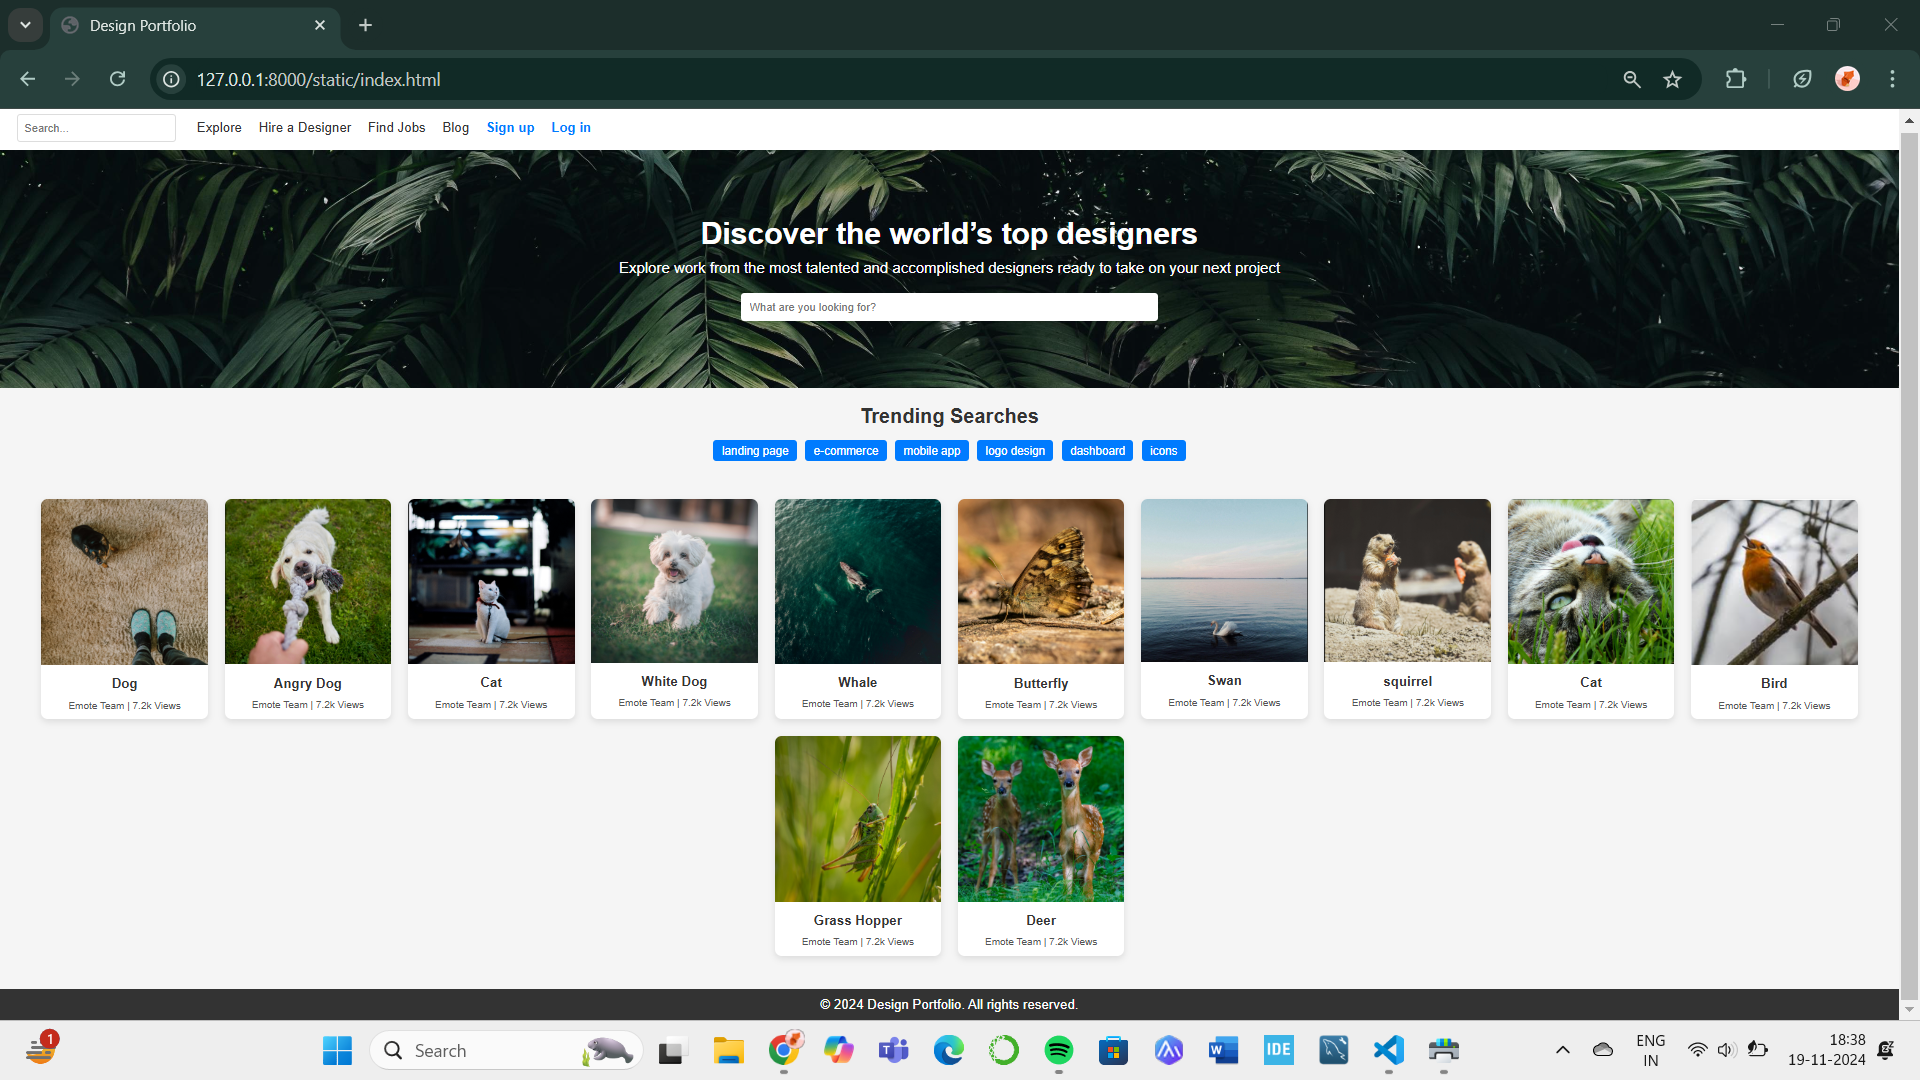 Design Portfolio
127.0.0.1:8000/static/index.html
Search...
Explore
Hire a Designer
Find Jobs
Blog
Sign up
Log in
Discover the world’s top designers
Explore work from the most talented and accomplished designers ready to take on your next project
What are you looking for?
Trending Searches
landing page
e-commerce
mobile app
logo design
dashboard
icons
Dog
Emote Team | 7.2k Views
Angry Dog
Emote Team | 7.2k Views
Cat
Emote Team | 7.2k Views
White Dog
Emote Team | 7.2k Views
Whale
Emote Team | 7.2k Views
Butterfly
Emote Team | 7.2k Views
Swan
Emote Team | 7.2k Views
squirrel
Emote Team | 7.2k Views
Cat
Emote Team | 7.2k Views
Bird
Emote Team | 7.2k Views
Grass Hopper
Emote Team | 7.2k Views
Deer
Emote Team | 7.2k Views
© 2024 Design Portfolio. All rights reserved.
1
Search
T
W
IDE
ENG
IN
18:38
19-11-2024